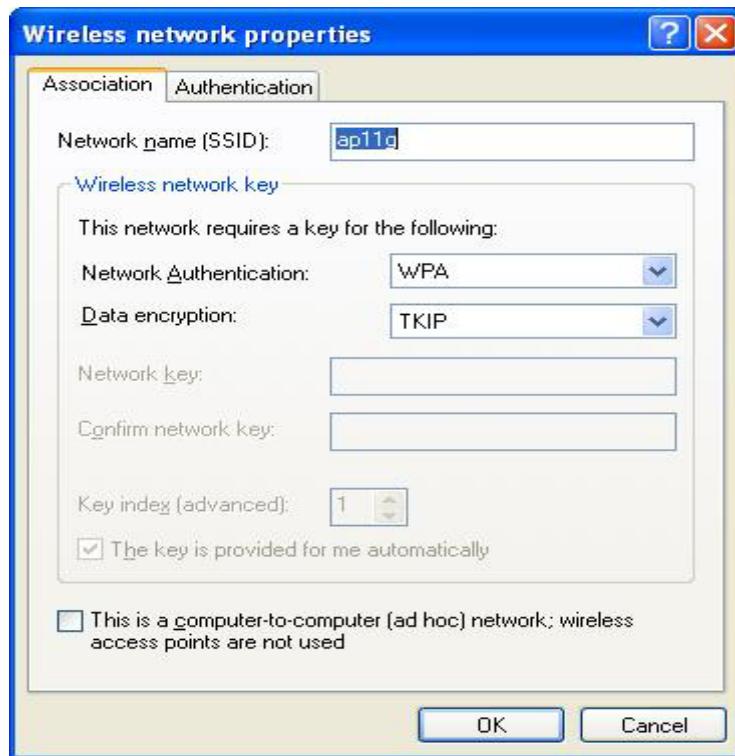 Wireless network properties
Association Authentication
Network name (SSID): ap11g
Wireless network key
This network requires a key for the following:
Network Authentication: WPA
Data encryption: TKIP
Network key:
Confirm network key:
Key index (advanced): 1
The key is provided for me automatically
This is a computer-to-computer (ad hoc) network; wireless
access points are not used
OK Cancel